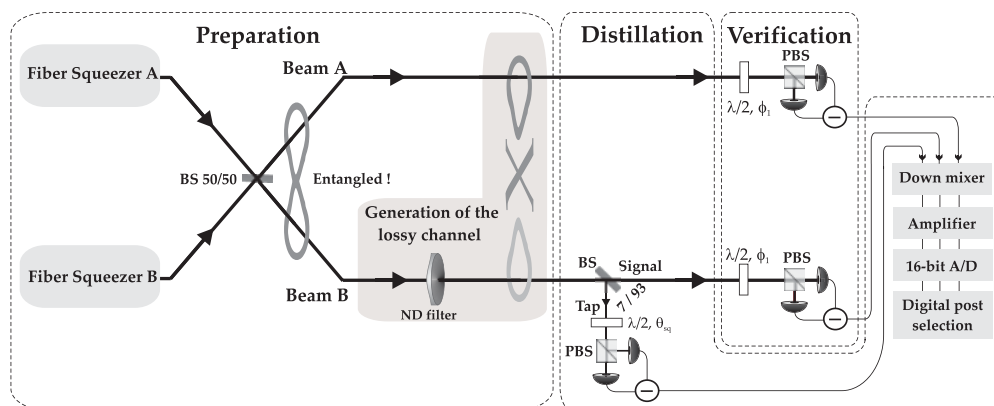 Preparation
Distillation
Verification
Fiber Squeezer A
Beam A
PBS
λ/2, ϕ₁
BS 50/50
Entangled !
Down mixer
Generation of the
lossy channel
Amplifier
Fiber Squeezer B
Beam B
ND filter
BS
Signal
7 / 93
Tap
λ/2, θsq
PBS
λ/2, ϕ₁
PBS
16-bit A/D
Digital post
selection